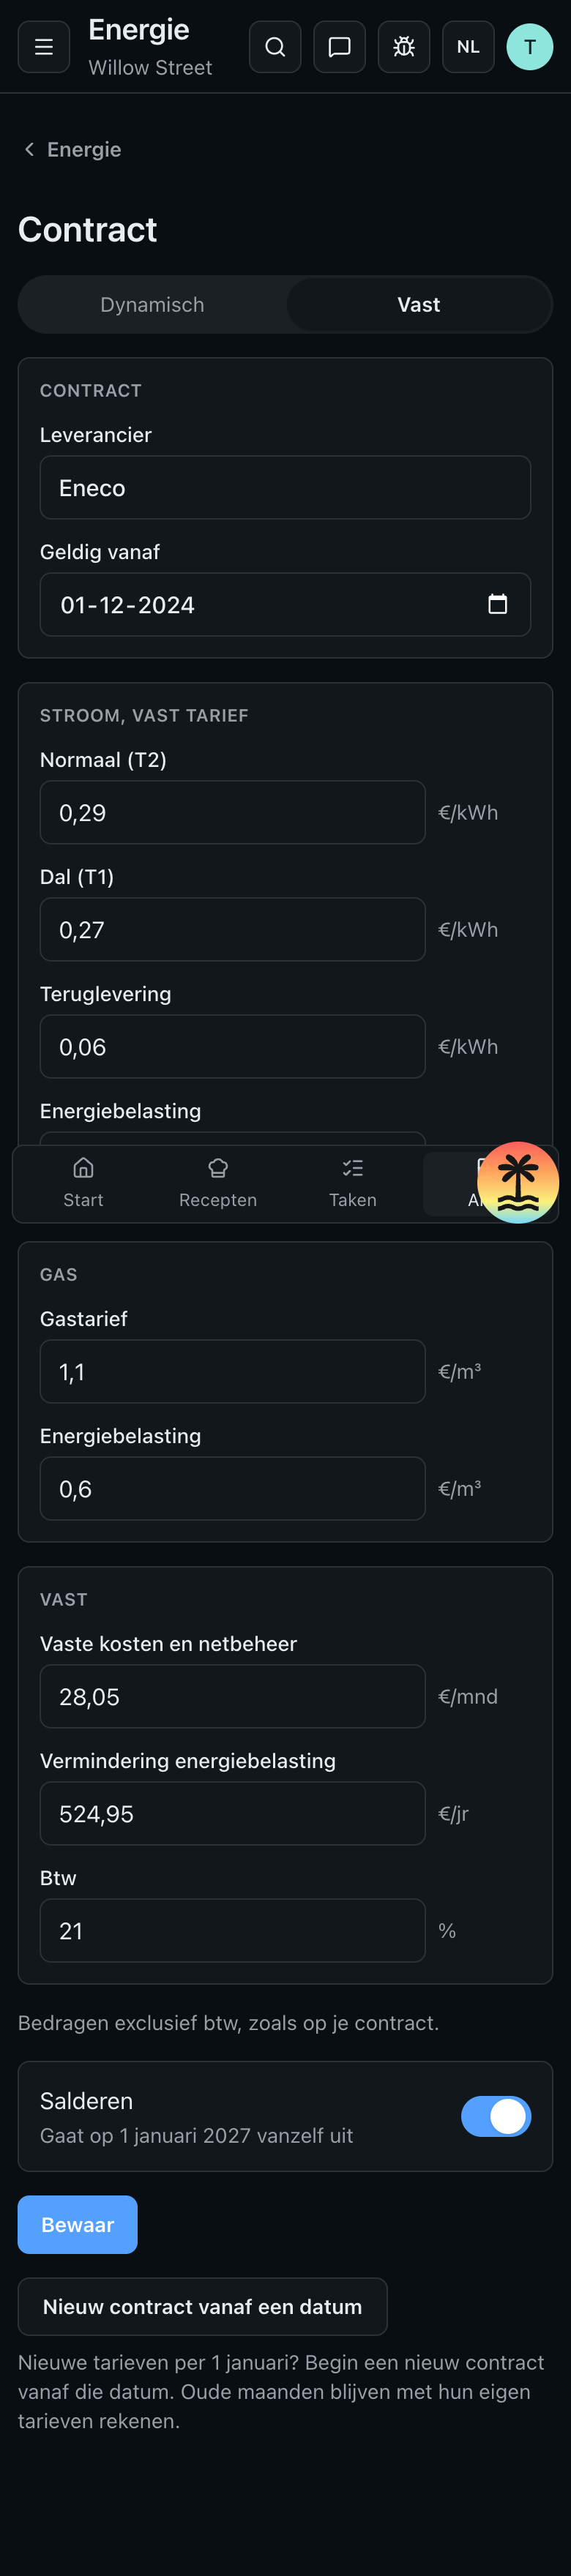 Energie
Willow Street
NL
T
Energie
Contract
Dynamisch
Vast
CONTRACT
Leverancier
Eneco
Geldig vanaf
01-12-2024
STROOM, VAST TARIEF
Normaal (T2)
0,29 €/kWh
Dal (T1)
0,27 €/kWh
Teruglevering
0,06 €/kWh
Energiebelasting
Start
Recepten
Taken
GAS
Gastarief
1,1 €/m³
Energiebelasting
0,6 €/m³
VAST
Vaste kosten en netbeheer
28,05 €/mnd
Vermindering energiebelasting
524,95 €/jr
Btw
21 %
Bedragen exclusief btw, zoals op je contract.
Salderen
Gaat op 1 januari 2027 vanzelf uit
Bewaar
Nieuw contract vanaf een datum
Nieuwe tarieven per 1 januari? Begin een nieuw contract
vanaf die datum. Oude maanden blijven met hun eigen
tarieven rekenen.